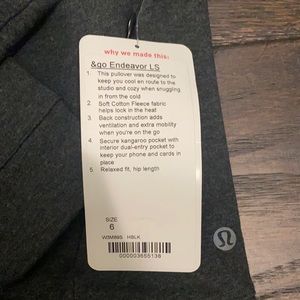 why we made this:
&go Endeavor LS
1. This pullover was designed to
keep you cool en route to the
studio and cozy when snuggling
in from the cold
2. Soft Cotton Fleece fabric
helps lock in the heat
3. Back construction adds
ventilation and extra mobility
when you're on the go
4. Secure kangaroo pocket with
interior dual-entry pocket to
keep your phone and cards in
place
5. Relaxed fit, hip length
SIZE
6
W3M89S HBLK
000003655138